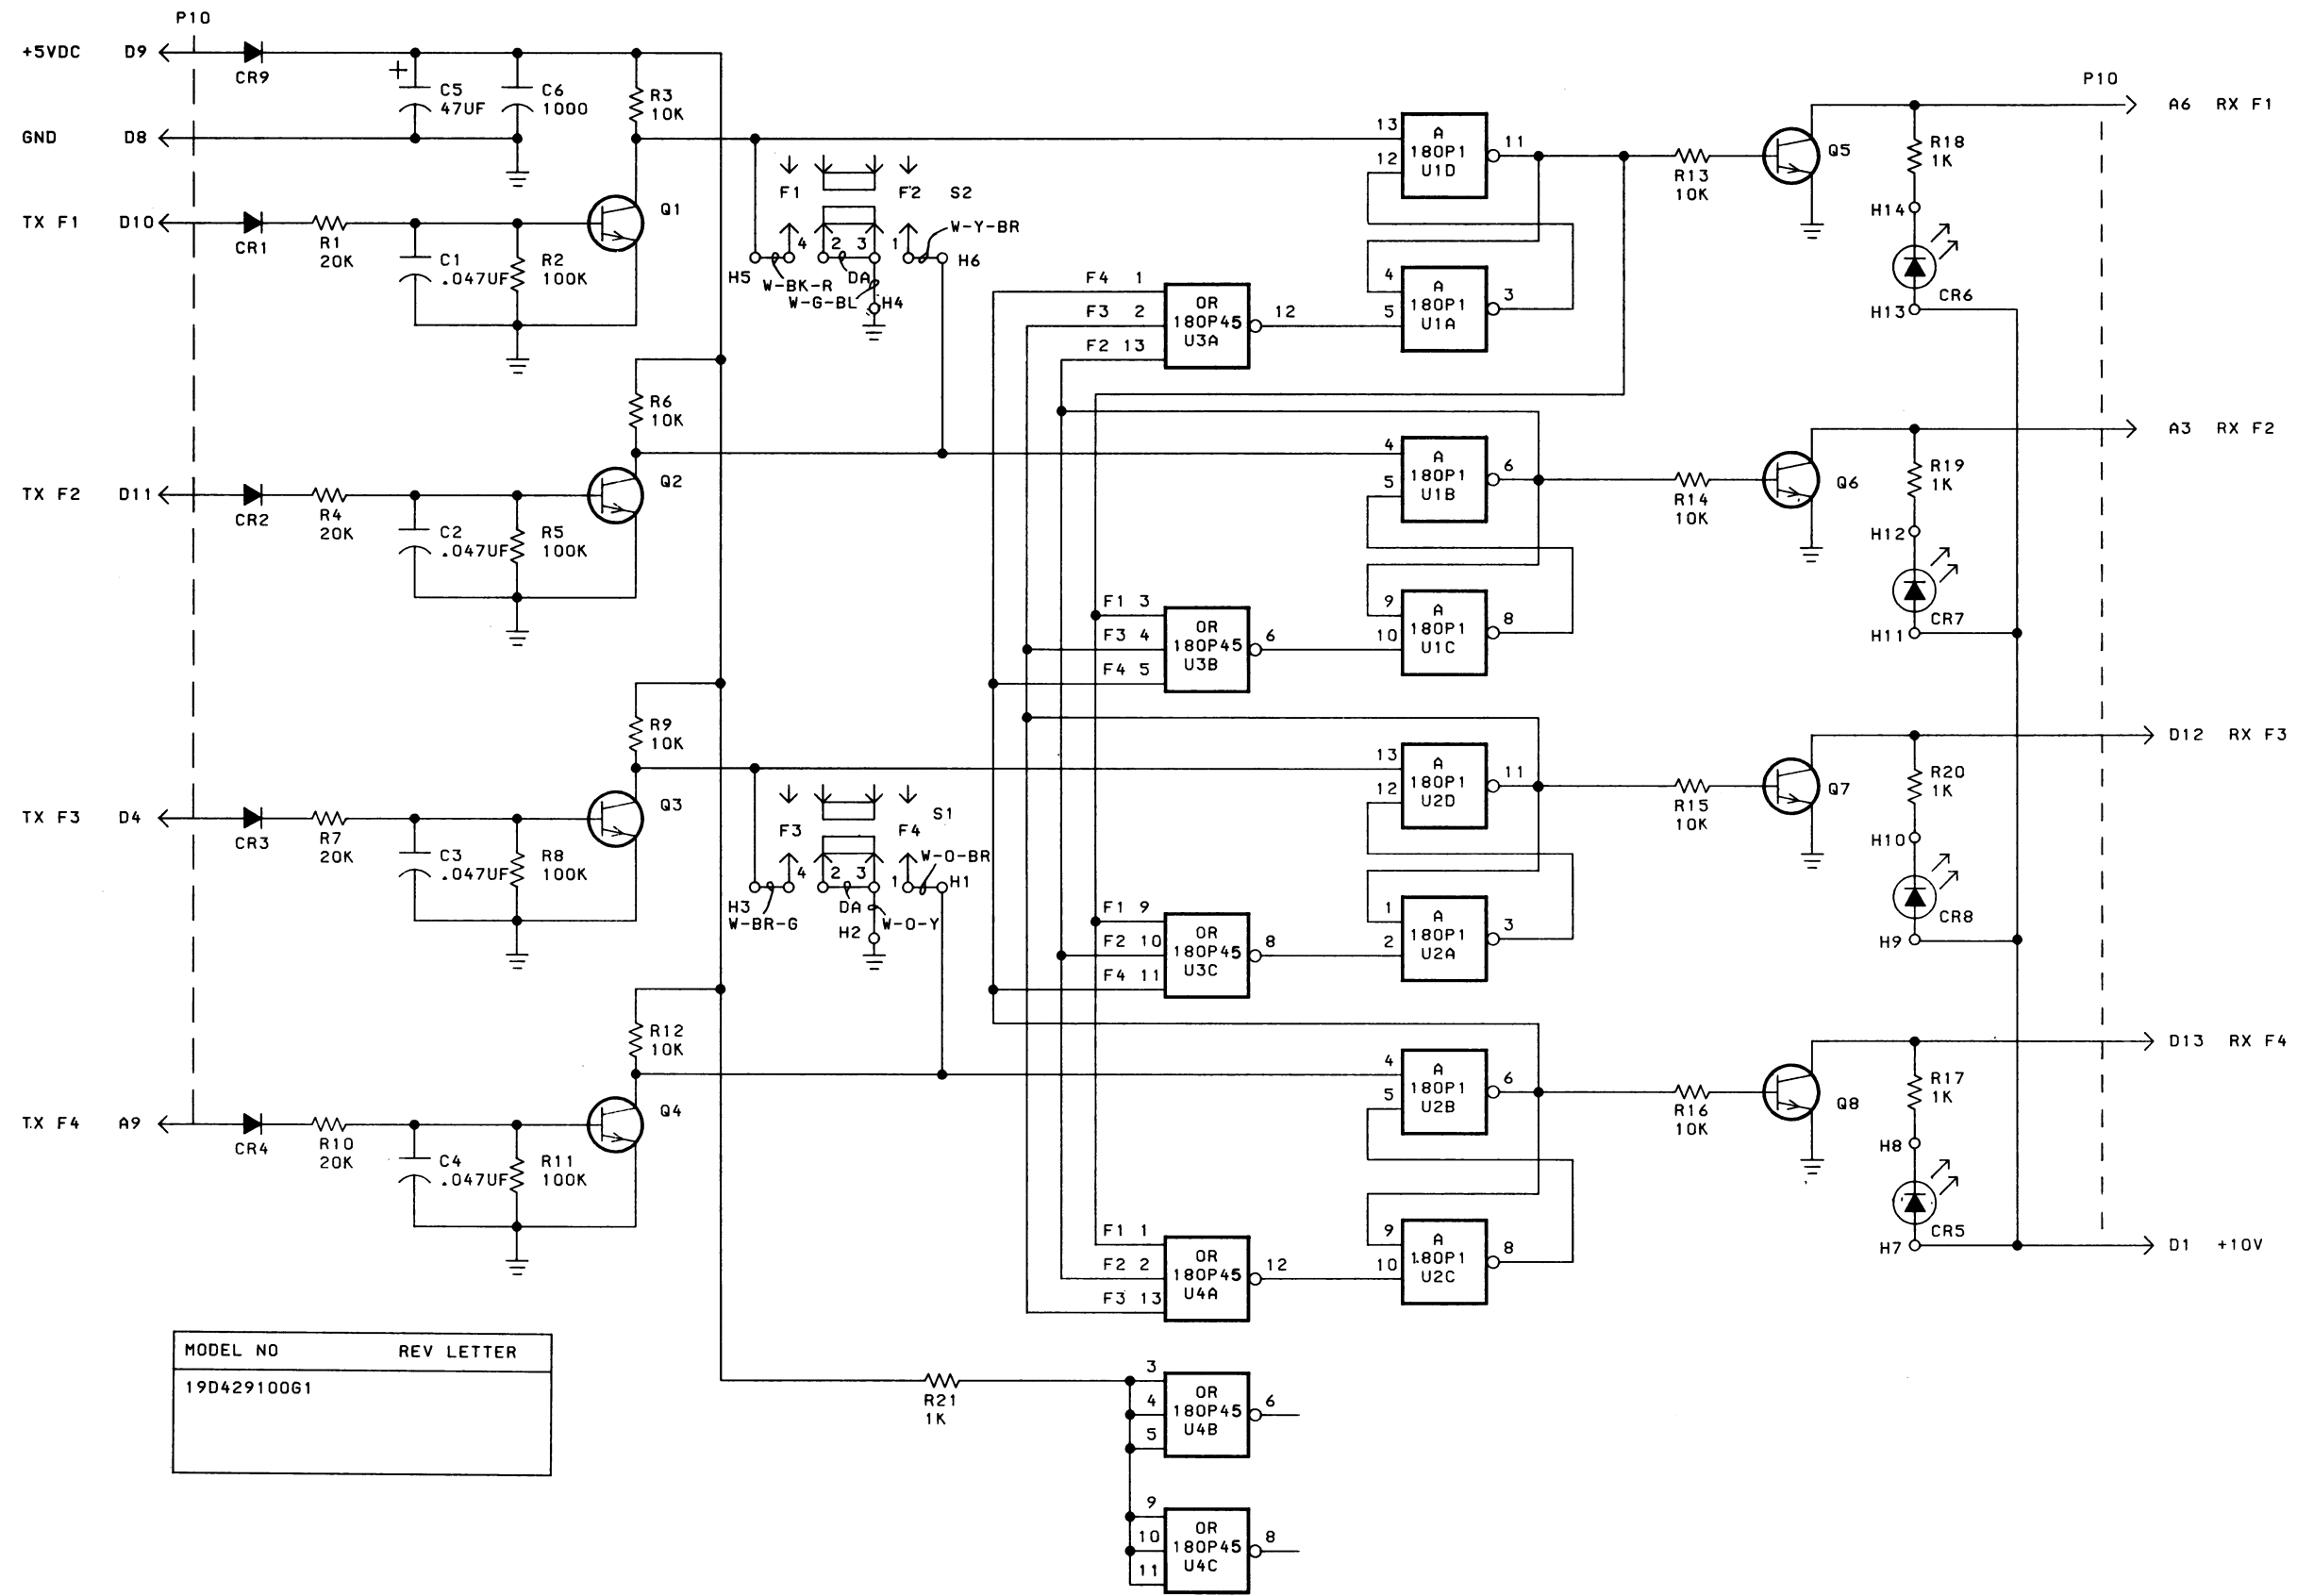 P10
+5VDC D9
CR9
+
C5
47UF
C6
1000
R3
10K
GND D8
TX F1 D10
CR1
R1
20K
C1
.047UF
R2
100K
Q1
F1
F2
S2
4
2
3
1
W-Y-BR
H5
W-BK-R
DA
W-G-BL
H4
H6
R6
10K
TX F2 D11
CR2
R4
20K
C2
.047UF
R5
100K
Q2
R9
10K
TX F3 D4
CR3
R7
20K
C3
.047UF
R8
100K
Q3
F3
F4
S1
4
2
3
1
W-O-BR
H1
H3
W-BR-G
DA
W-O-Y
H2
R12
10K
TX F4 A9
CR4
R10
20K
C4
.047UF
R11
100K
Q4
13
12
A
180P1
U1D
11
F4 1
F3 2
F2 13
OR
180P45
U3A
12
4
5
A
180P1
U1A
3
4
5
A
180P1
U1B
6
F1 3
F3 4
F4 5
OR
180P45
U3B
6
9
10
A
180P1
U1C
8
13
12
A
180P1
U2D
11
F1 9
F2 10
F4 11
OR
180P45
U3C
8
1
2
A
180P1
U2A
3
4
5
A
180P1
U2B
6
F1 1
F2 2
F3 13
OR
180P45
U4A
12
9
10
A
180P1
U2C
8
R21
1K
3
4
5
OR
180P45
U4B
6
9
10
11
OR
180P45
U4C
8
P10
R13
10K
Q5
R18
1K
H14
CR6
H13
A6 RX F1
R14
10K
Q6
R19
1K
H12
CR7
H11
A3 RX F2
R15
10K
Q7
R20
1K
H10
CR8
H9
D12 RX F3
R16
10K
Q8
R17
1K
H8
CR5
H7
D13 RX F4
D1 +10V
MODEL NO REV LETTER
19D429100G1